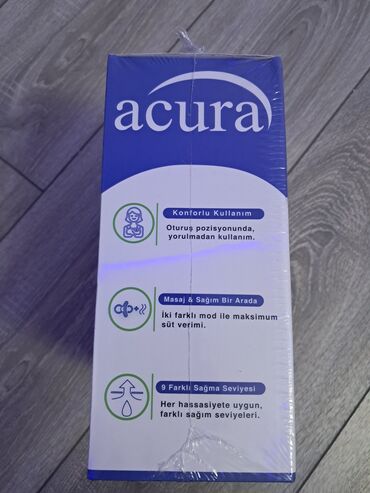 acura
Konforlu Kullanım
Oturuş pozisyonunda,
yorulmadan kullanım.
Masaj & Sağım Bir Arada
İki farklı mod ile maksimum
süt verimi.
9 Farklı Sağma Seviyesi
Her hassasiyete uygun,
farklı sağım seviyeleri.